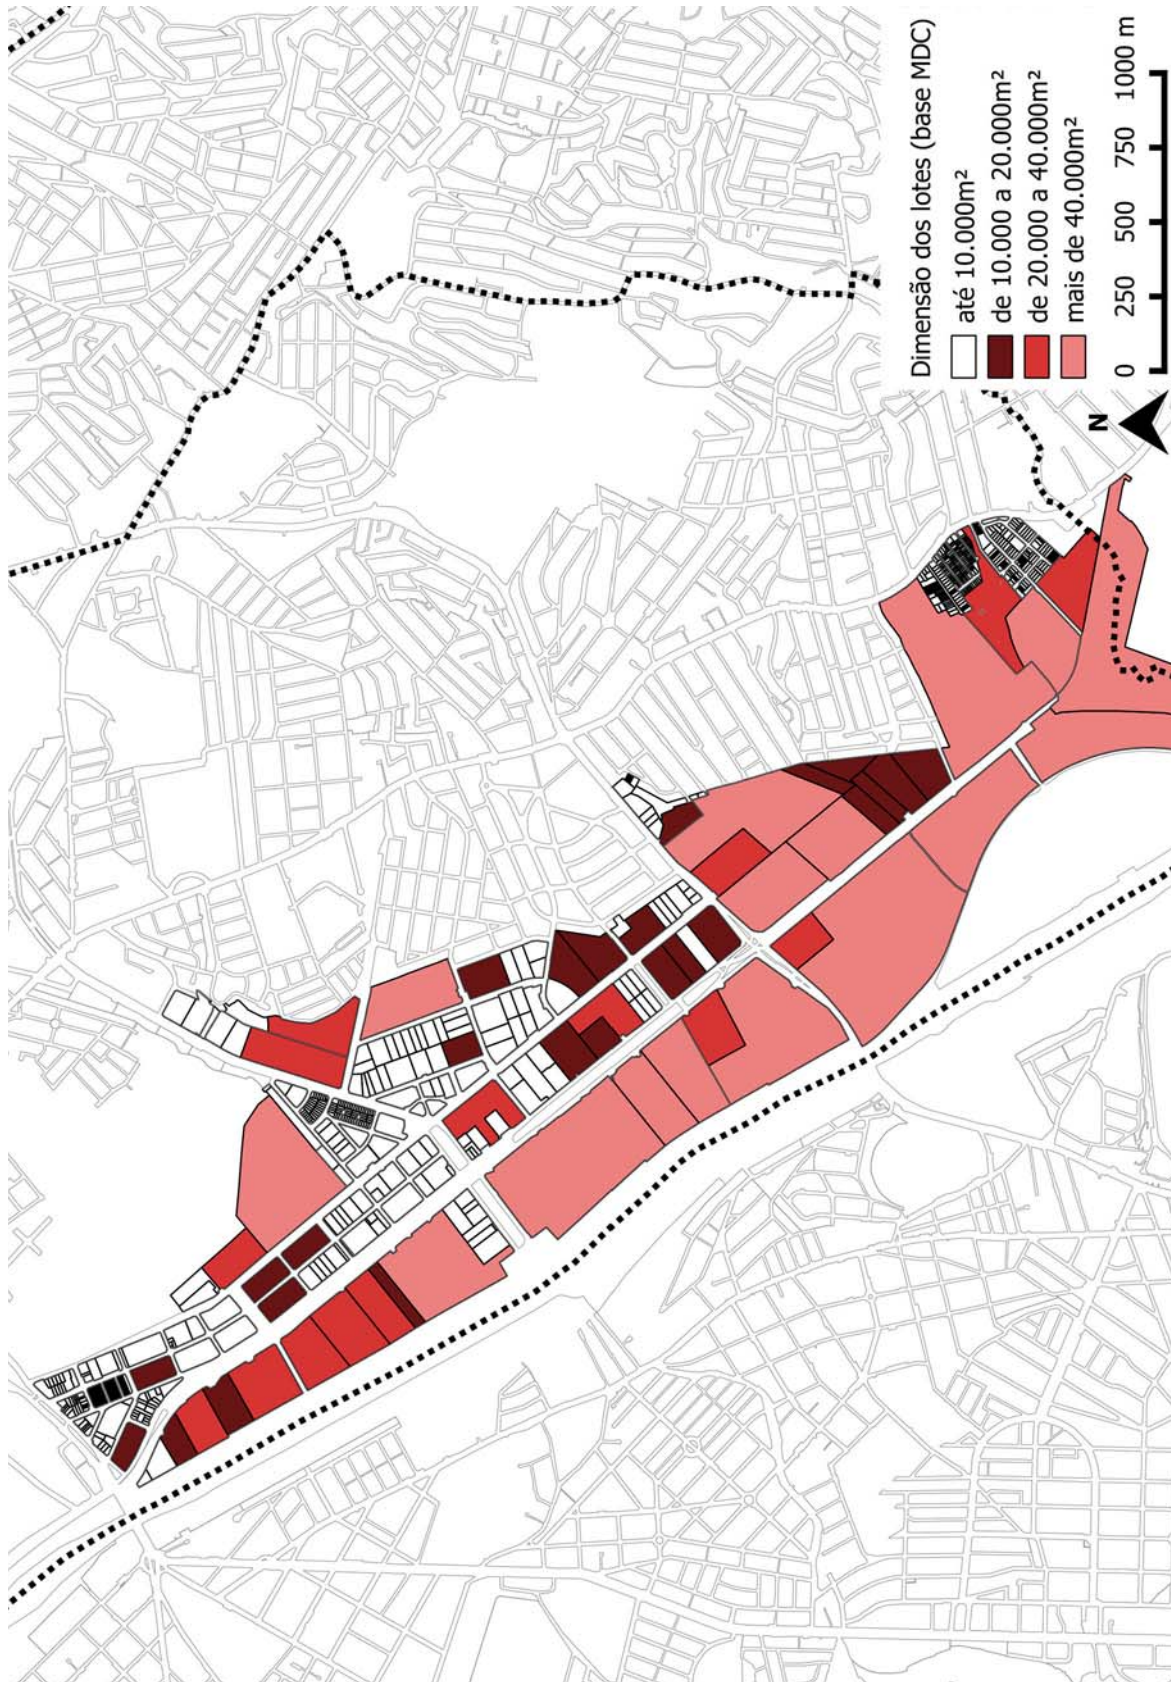 Dimensão dos lotes (base MDC)
até 10.000m²
de 10.000 a 20.000m²
de 20.000 a 40.000m²
mais de 40.000m²
N
0 250 500 750 1000 m